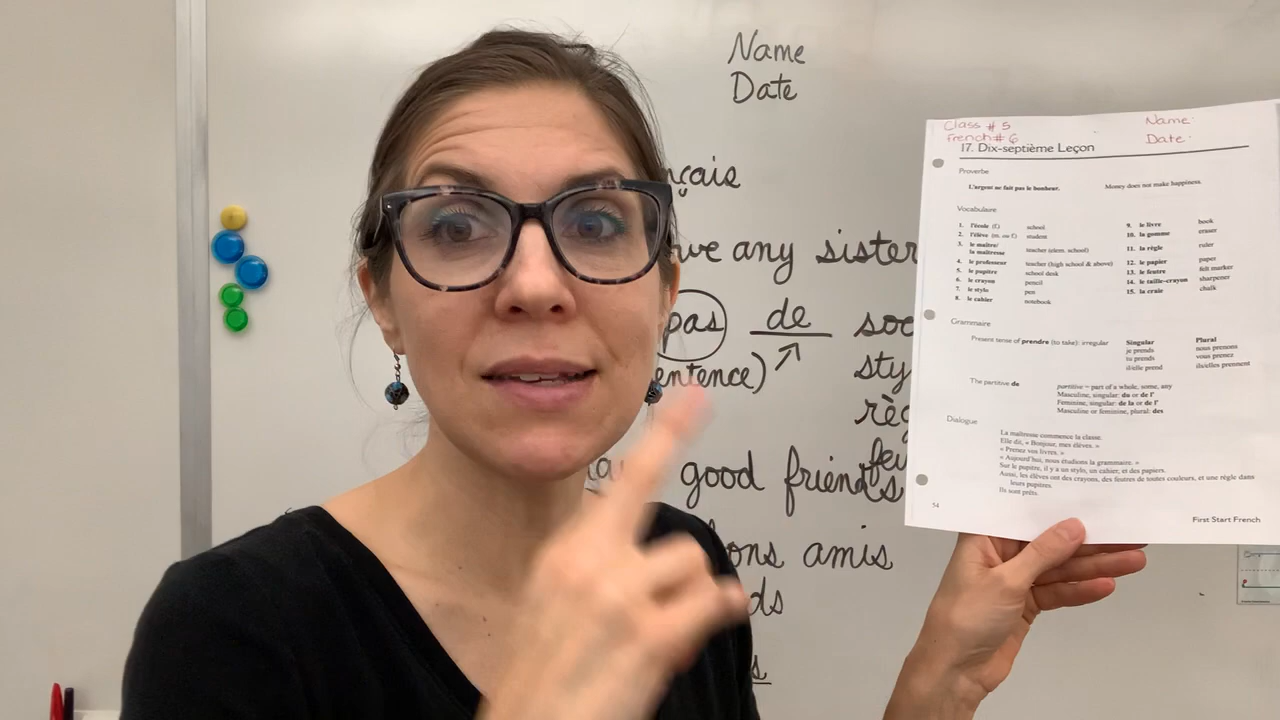 Name
Date
nçais
ve any sister
pas de soc
entence) sty
règ
feu
good friends
ons amis
ds
s
Class # 5 Name:
French # 6 Date:
17. Dix-septième Leçon
Proverbe
L'argent ne fait pas le bonheur. Money does not make happiness.
Vocabulaire
1. l'école (f.) school
2. l'élève (m. ou f.) student
3. le maître/
la maîtresse teacher (elem. school)
4. le professeur teacher (high school & above)
5. le pupitre school desk
6. le crayon pencil
7. le stylo pen
8. le cahier notebook
9. le livre book
10. la gomme eraser
11. la règle ruler
12. le papier paper
13. le feutre felt marker
14. le taille-crayon sharpener
15. la craie chalk
Grammaire
Present tense of prendre (to take): irregular
Singular Plural
je prends nous prenons
tu prends vous prenez
il/elle prend ils/elles prennent
The partitive de
partitive = part of a whole, some, any
Masculine, singular: du or de l'
Feminine, singular: de la or de l'
Masculine or feminine, plural: des
Dialogue
La maîtresse commence la classe.
Elle dit, « Bonjour, mes élèves. »
« Prenez vos livres. »
« Aujourd'hui, nous étudions la grammaire. »
Sur le pupitre, il y a un stylo, un cahier, et des papiers.
Aussi, les élèves ont des crayons, des feutres de toutes couleurs, et une règle dans
leurs pupitres.
Ils sont prêts.
54 First Start French